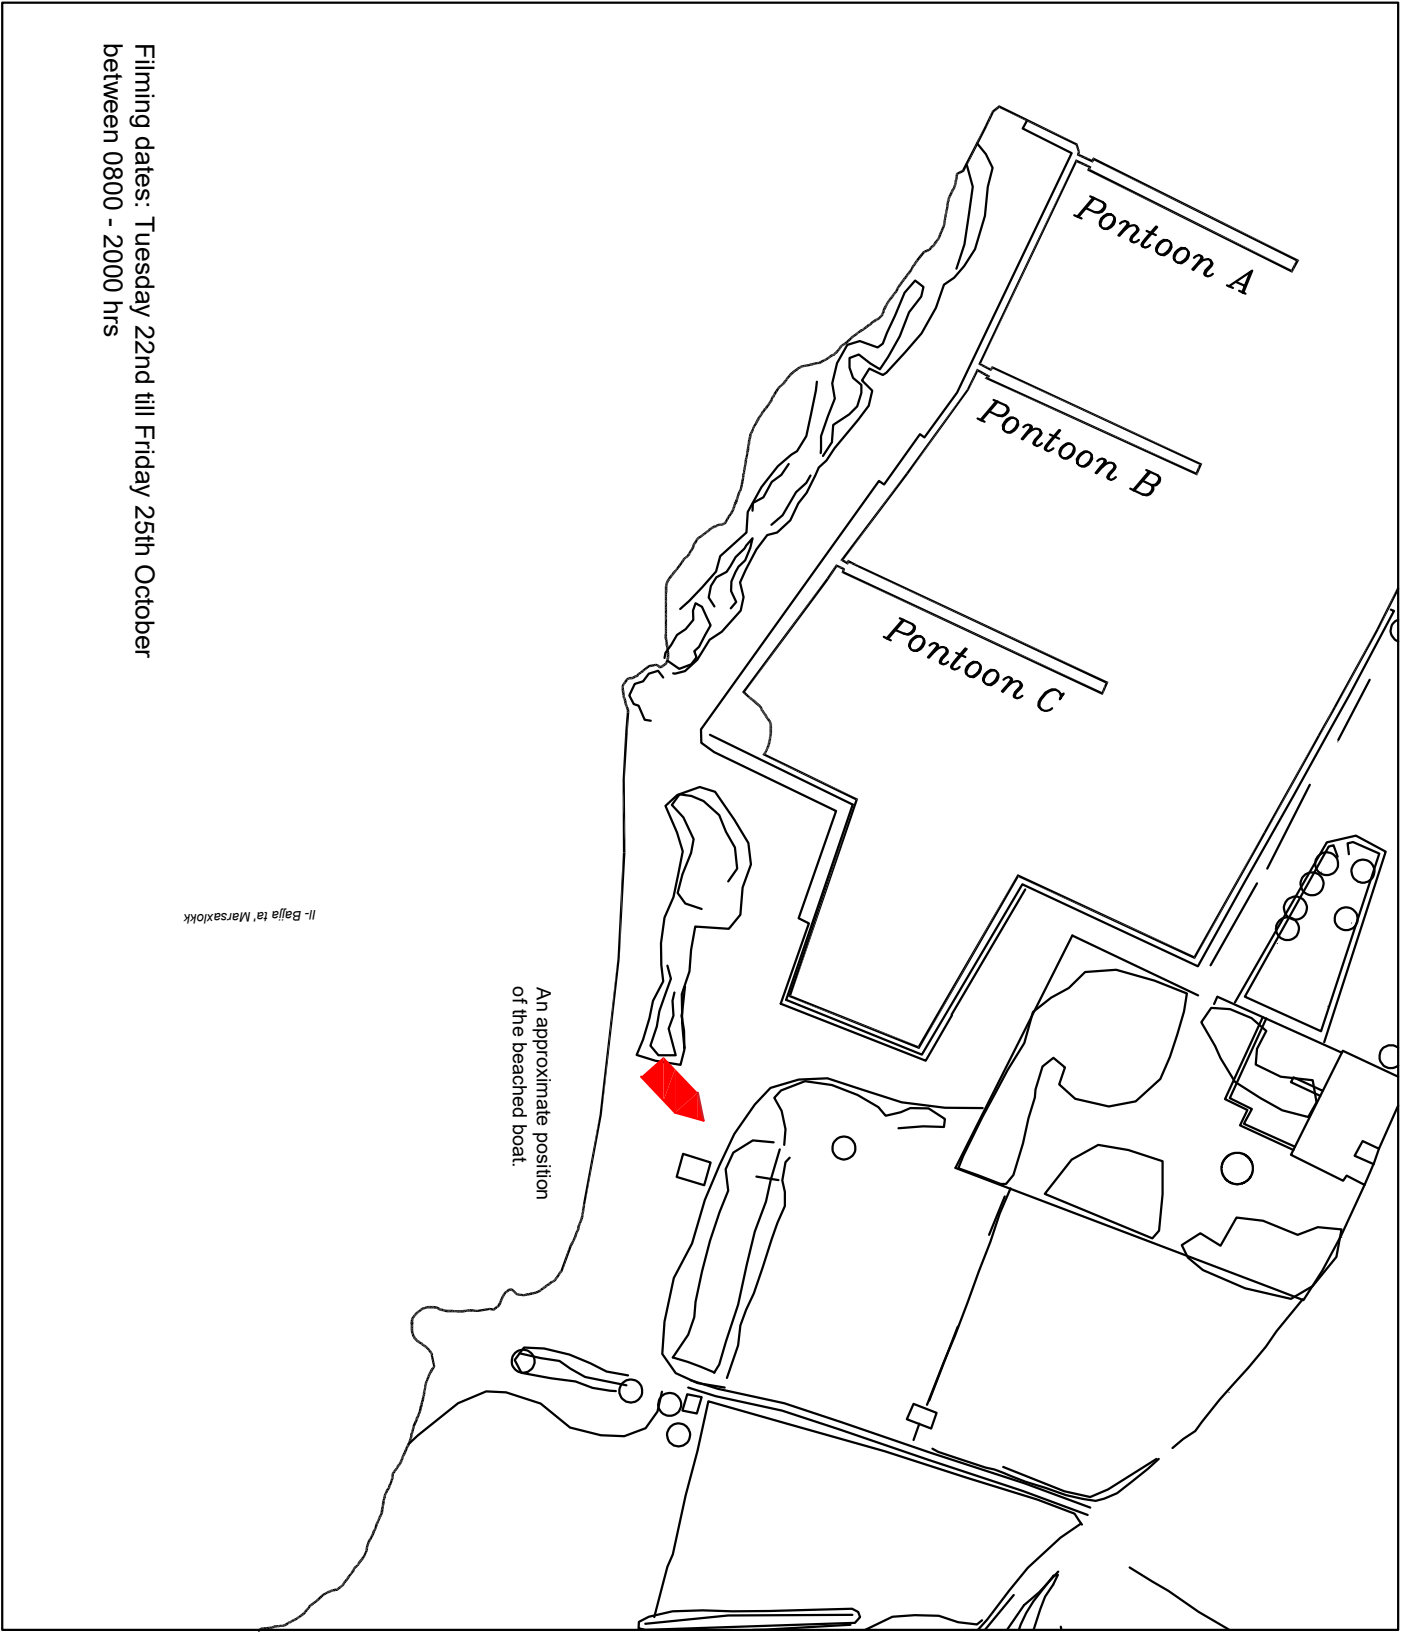 Filming dates: Tuesday 22nd till Friday 25th October
between 0800 - 2000 hrs
Pontoon A
Pontoon B
Pontoon C
Il- Bajja ta' Marsaxlokk
An approximate position
of the beached boat.